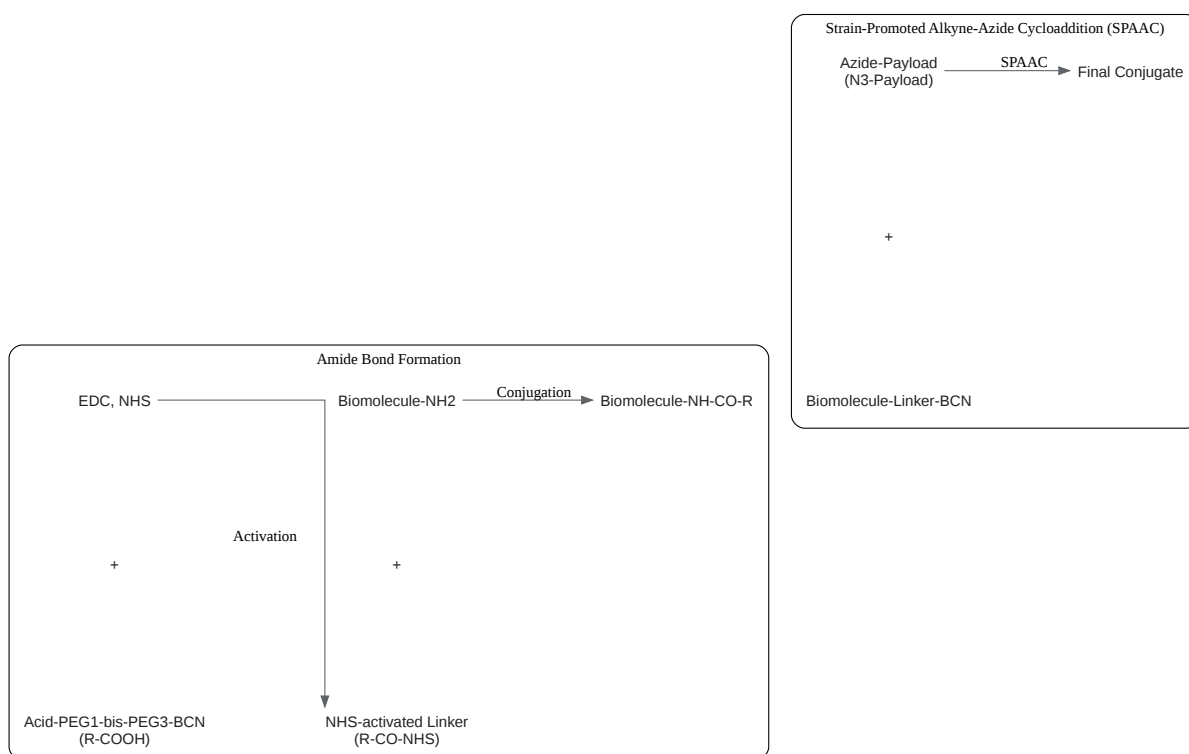 Strain-Promoted Alkyne-Azide Cycloaddition (SPAAC)
Azide-Payload
(N3-Payload)
SPAAC
Final Conjugate
+
Biomolecule-Linker-BCN
Amide Bond Formation
EDC, NHS
Biomolecule-NH2
Conjugation
Biomolecule-NH-CO-R
Activation
+
+
Acid-PEG1-bis-PEG3-BCN
(R-COOH)
NHS-activated Linker
(R-CO-NHS)